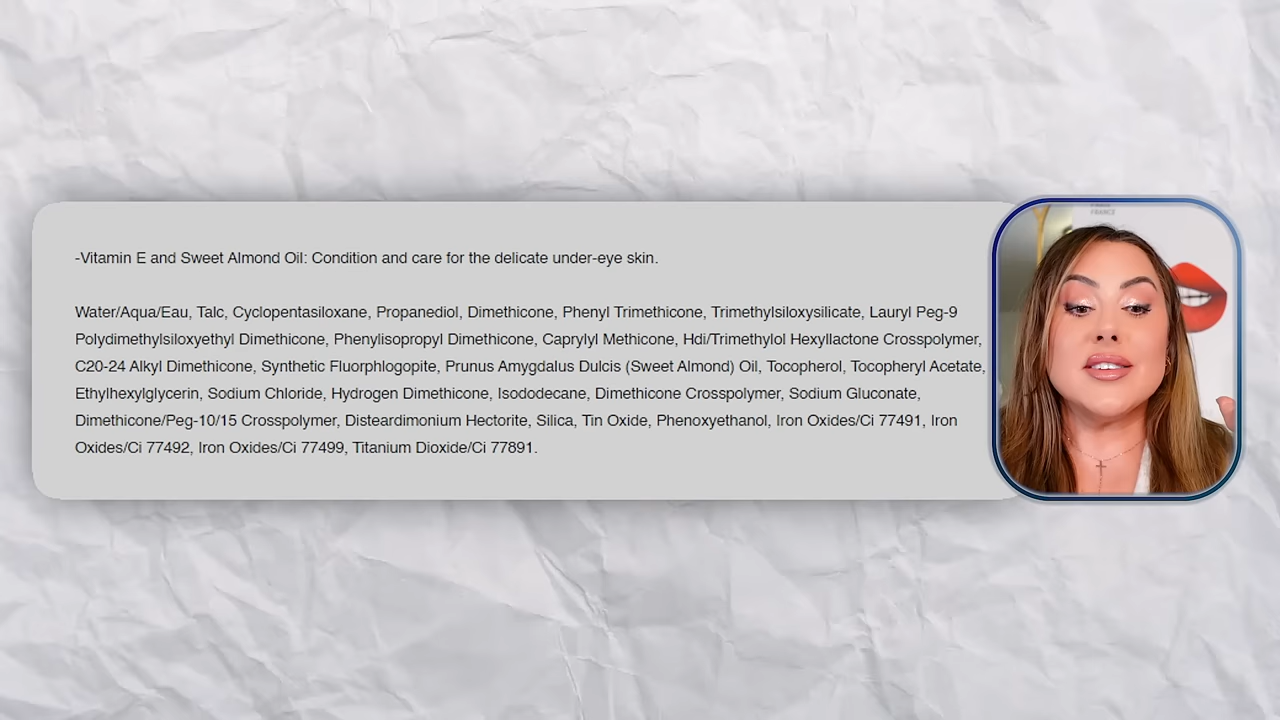 -Vitamin E and Sweet Almond Oil: Condition and care for the delicate under-eye skin.
Water/Aqua/Eau, Talc, Cyclopentasiloxane, Propanediol, Dimethicone, Phenyl Trimethicone, Trimethylsiloxysilicate, Lauryl Peg-9
Polydimethylsiloxyethyl Dimethicone, Phenylisopopyl Dimethicone, Caprylyl Methicone, Hdi/Trimethylol Hexyllactone Crosspolymer,
C20-24 Alkyl Dimethicone, Synthetic Fluorphlogopite, Prunus Amygdalus Dulcis (Sweet Almond) Oil, Tocopherol, Tocopheryl Acetate,
Ethylhexylglycerin, Sodium Chloride, Hydrogen Dimethicone, Isododecane, Dimethicone Crosspolymer, Sodium Gluconate,
Dimethicone/Peg-10/15 Crosspolymer, Disteardimonium Hectorite, Silica, Tin Oxide, Phenoxyethanol, Iron Oxides/Ci 77491, Iron
Oxides/Ci 77492, Iron Oxides/Ci 77499, Titanium Dioxide/Ci 77891.
FRANCE